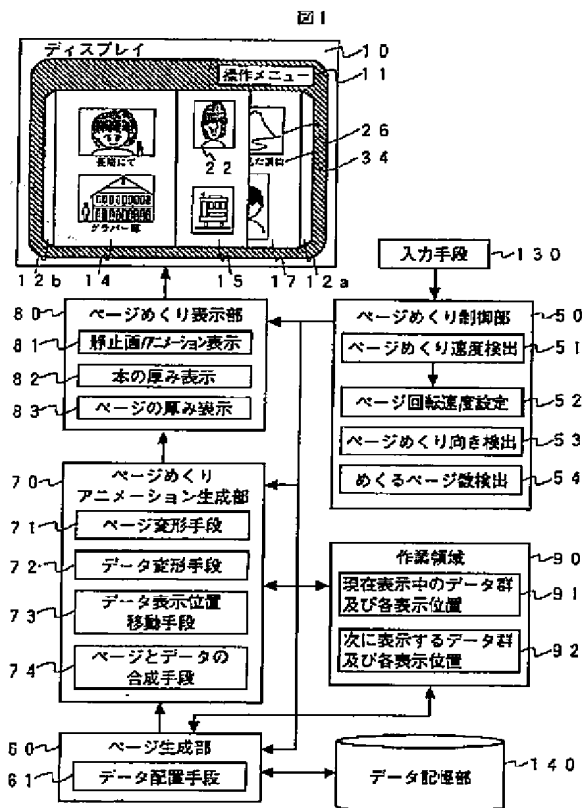 図1
ディスプレイ
10
操作メニュー
11
26
長崎にて
22
34
グラバー邸
12b
14
15
17
12a
入力手段
130
80
ページめくり表示部
81
静止画/アニメーション表示
82
本の厚み表示
83
ページの厚み表示
ページめくり制御部
50
ページめくり速度検出
51
ページ回転速度設定
52
ページめくり向き検出
53
めくるページ数検出
54
70
ページめくり
アニメーション生成部
71
ページ変形手段
72
データ変形手段
73
データ表示位置
移動手段
74
ページとデータの
合成手段
作業領域
90
現在表示中のデータ群
及び各表示位置
91
次に表示するデータ群
及び各表示位置
92
60
ページ生成部
61
データ配置手段
データ記憶部
140